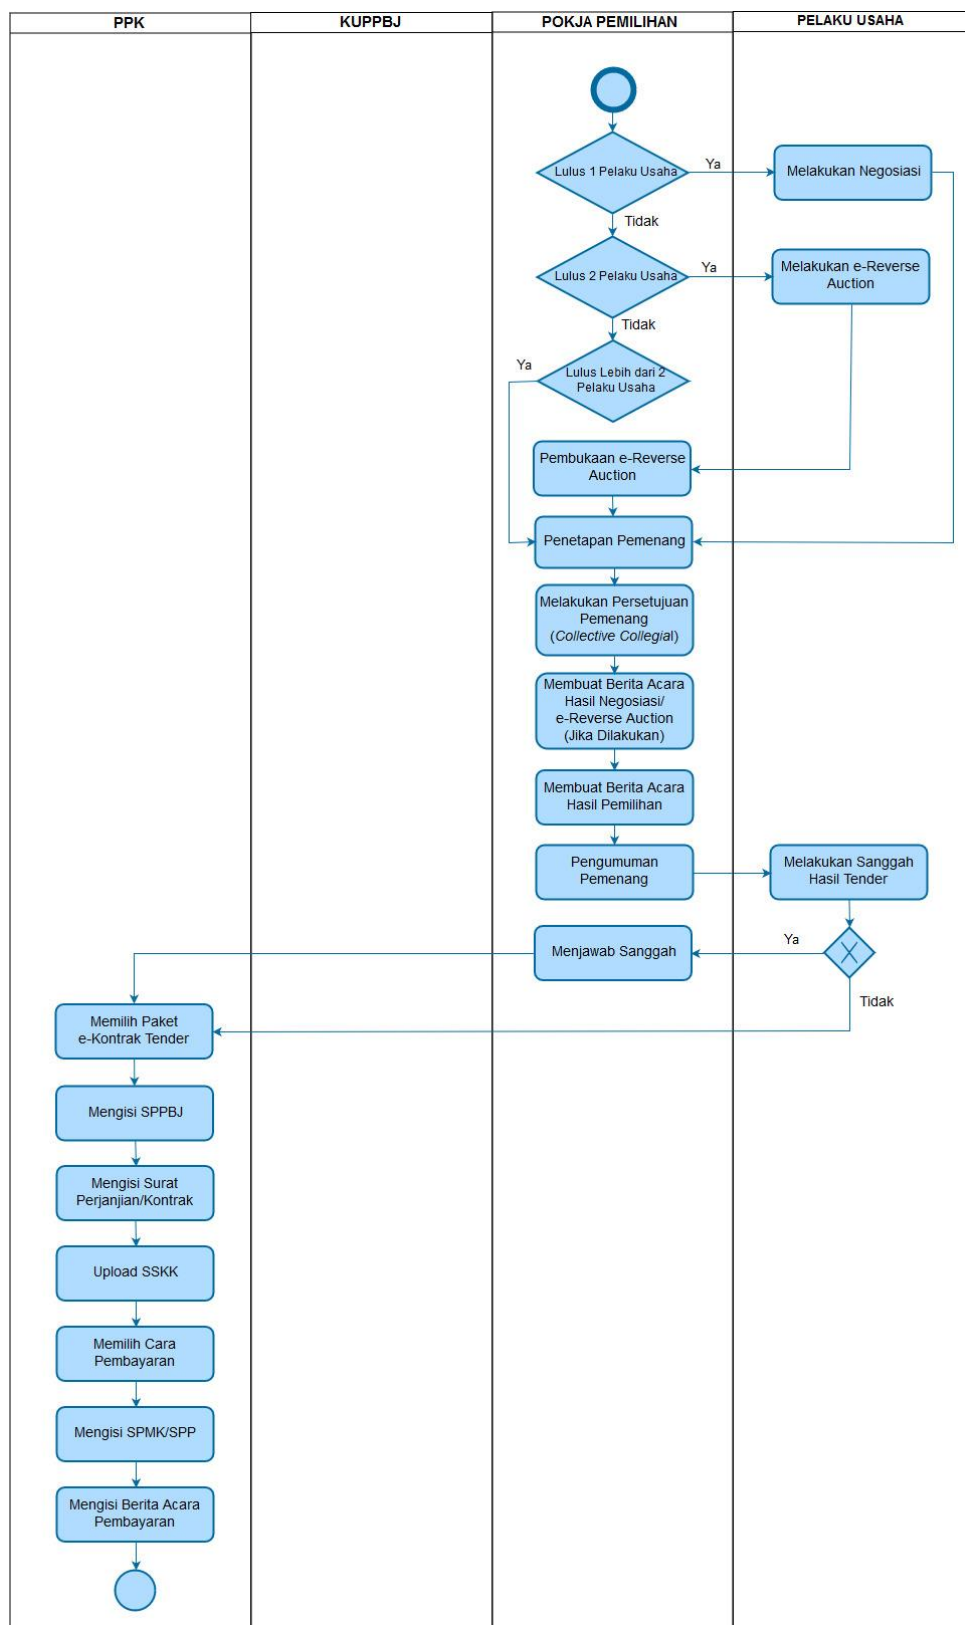 PPK
KUPPBJ
POKJA PEMILIHAN
PELAKU USAHA
Lulus 1 Pelaku Usaha
Ya
Melakukan Negosiasi
Tidak
Lulus 2 Pelaku Usaha
Ya
Melakukan e-Reverse
Auction
Tidak
Ya
Lulus Lebih dari 2
Pelaku Usaha
Pembukaan e-Reverse
Auction
Penetapan Pemenang
Melakukan Persetujuan
Pemenang
(Collective Collegial)
Membuat Berita Acara
Hasil Negosiasi/
e-Reverse Auction
(Jika Dilakukan)
Membuat Berita Acara
Hasil Pemilihan
Pengumuman
Pemenang
Melakukan Sanggah
Hasil Tender
Menjawab Sanggah
Ya
Tidak
Memilih Paket
e-Kontrak Tender
Mengisi SPPBJ
Mengisi Surat
Perjanjian/Kontrak
Upload SSKK
Memilih Cara
Pembayaran
Mengisi SPMK/SPP
Mengisi Berita Acara
Pembayaran